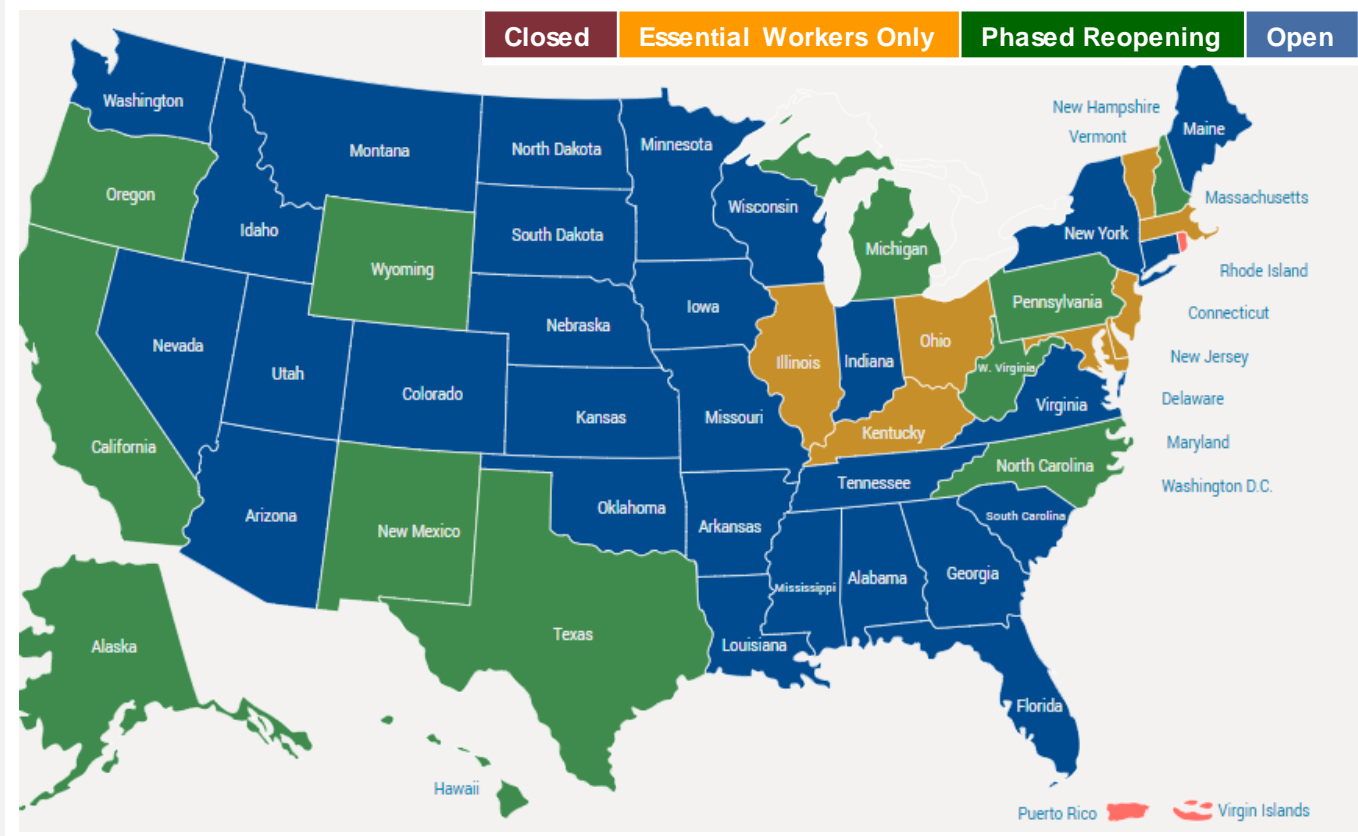 Closed Essential Workers Only Phased Reopening Open
New Hampshire
Washington
Vermont
Maine
Montana
North Dakota
Minnesota
Oregon
Massachusetts
Wisconsin
Idaho
South Dakota
New York
Michigan
Wyoming
Rhode Island
Pennsylvania
Iowa
Connecticut
Nebraska
Nevada
Ohio
New Jersey
Illinois
Indiana
W. Virginia
Utah
Colorado
Delaware
Virginia
Kansas
Missouri
Kentucky
Maryland
California
North Carolina
Tennessee
Washington D.C.
Oklahoma
Arizona
South Carolina
Arkansas
New Mexico
Georgia
Alabama
Mississippi
Texas
Louisiana
Alaska
Florida
Hawaii
Puerto Rico
Virgin Islands